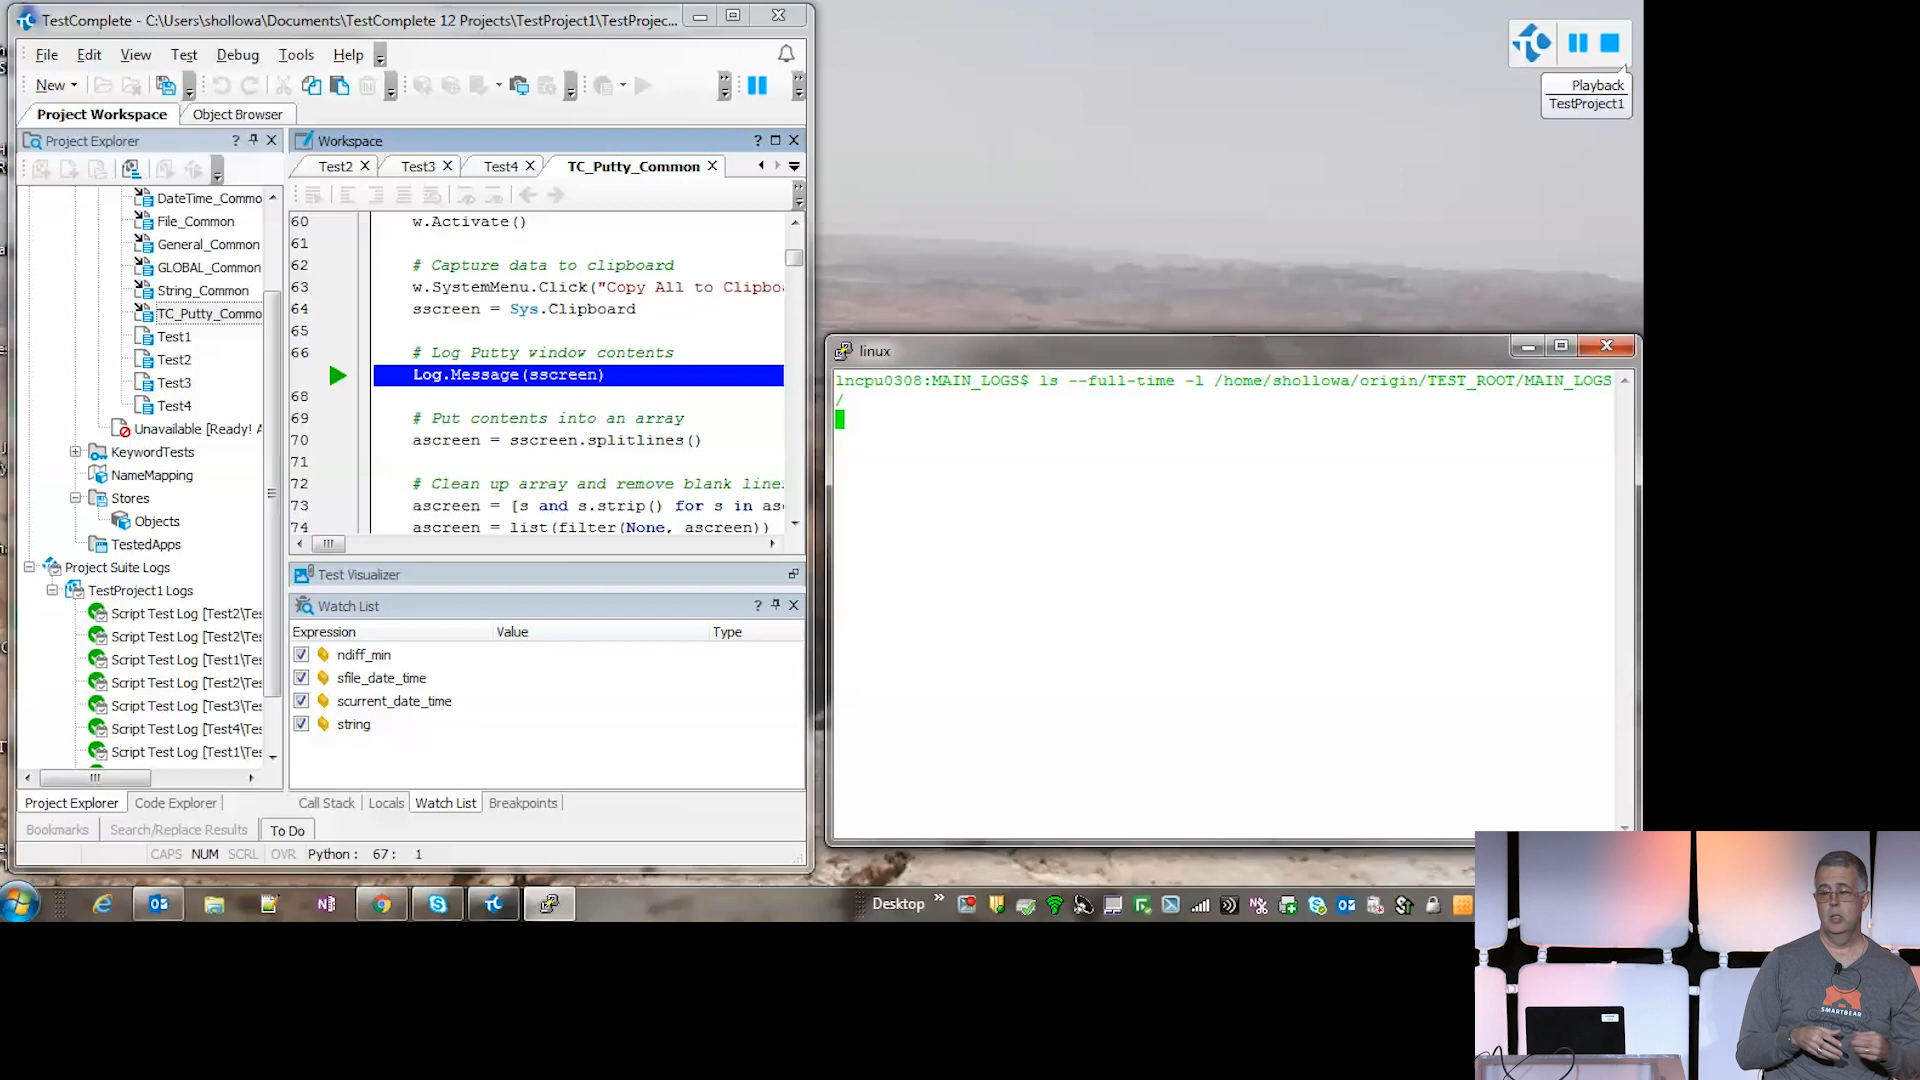 TestComplete - C:\Users\shollowa\Documents\TestComplete 12 Projects\TestProject1\TestProjec...
File Edit View Test Debug Tools Help
New
Project Workspace Object Browser
Project Explorer
DateTime_Commo
File_Common
General_Common
GLOBAL_Common
String_Common
TC_Putty_Commo
Test1
Test2
Test3
Test4
Unavailable [Ready! A
KeywordTests
NameMapping
Stores
Objects
TestedApps
Project Suite Logs
TestProject1 Logs
Script Test Log [Test2\Tes
Script Test Log [Test2\Tes
Script Test Log [Test1\Tes
Script Test Log [Test2\Tes
Script Test Log [Test3\Tes
Script Test Log [Test4\Tes
Script Test Log [Test1\Tes
Project Explorer Code Explorer
Workspace
Test2 Test3 Test4 TC_Putty_Common
60 w.Activate()
61
62 # Capture data to clipboard
63 w.SystemMenu.Click("Copy All to Clipbo
64 sscreen = Sys.Clipboard
65
66 # Log Putty window contents
Log.Message(sscreen)
68
69 # Put contents into an array
70 ascreen = sscreen.splitlines()
71
72 # Clean up array and remove blank line
73 ascreen = [s and s.strip() for s in as
74 ascreen = list(filter(None, ascreen))
Test Visualizer
Watch List
Expression Value Type
ndiff_min
sfile_date_time
scurrent_date_time
string
Call Stack Locals Watch List Breakpoints
Bookmarks Search/Replace Results To Do
CAPS NUM SCRL OVR Python: 67: 1
Playback
TestProject1
linux
lncpu0308:MAIN_LOGS$ ls --full-time -l /home/shollowa/origin/TEST_ROOT/MAIN_LOGS
/
Desktop
SMARTBEAR